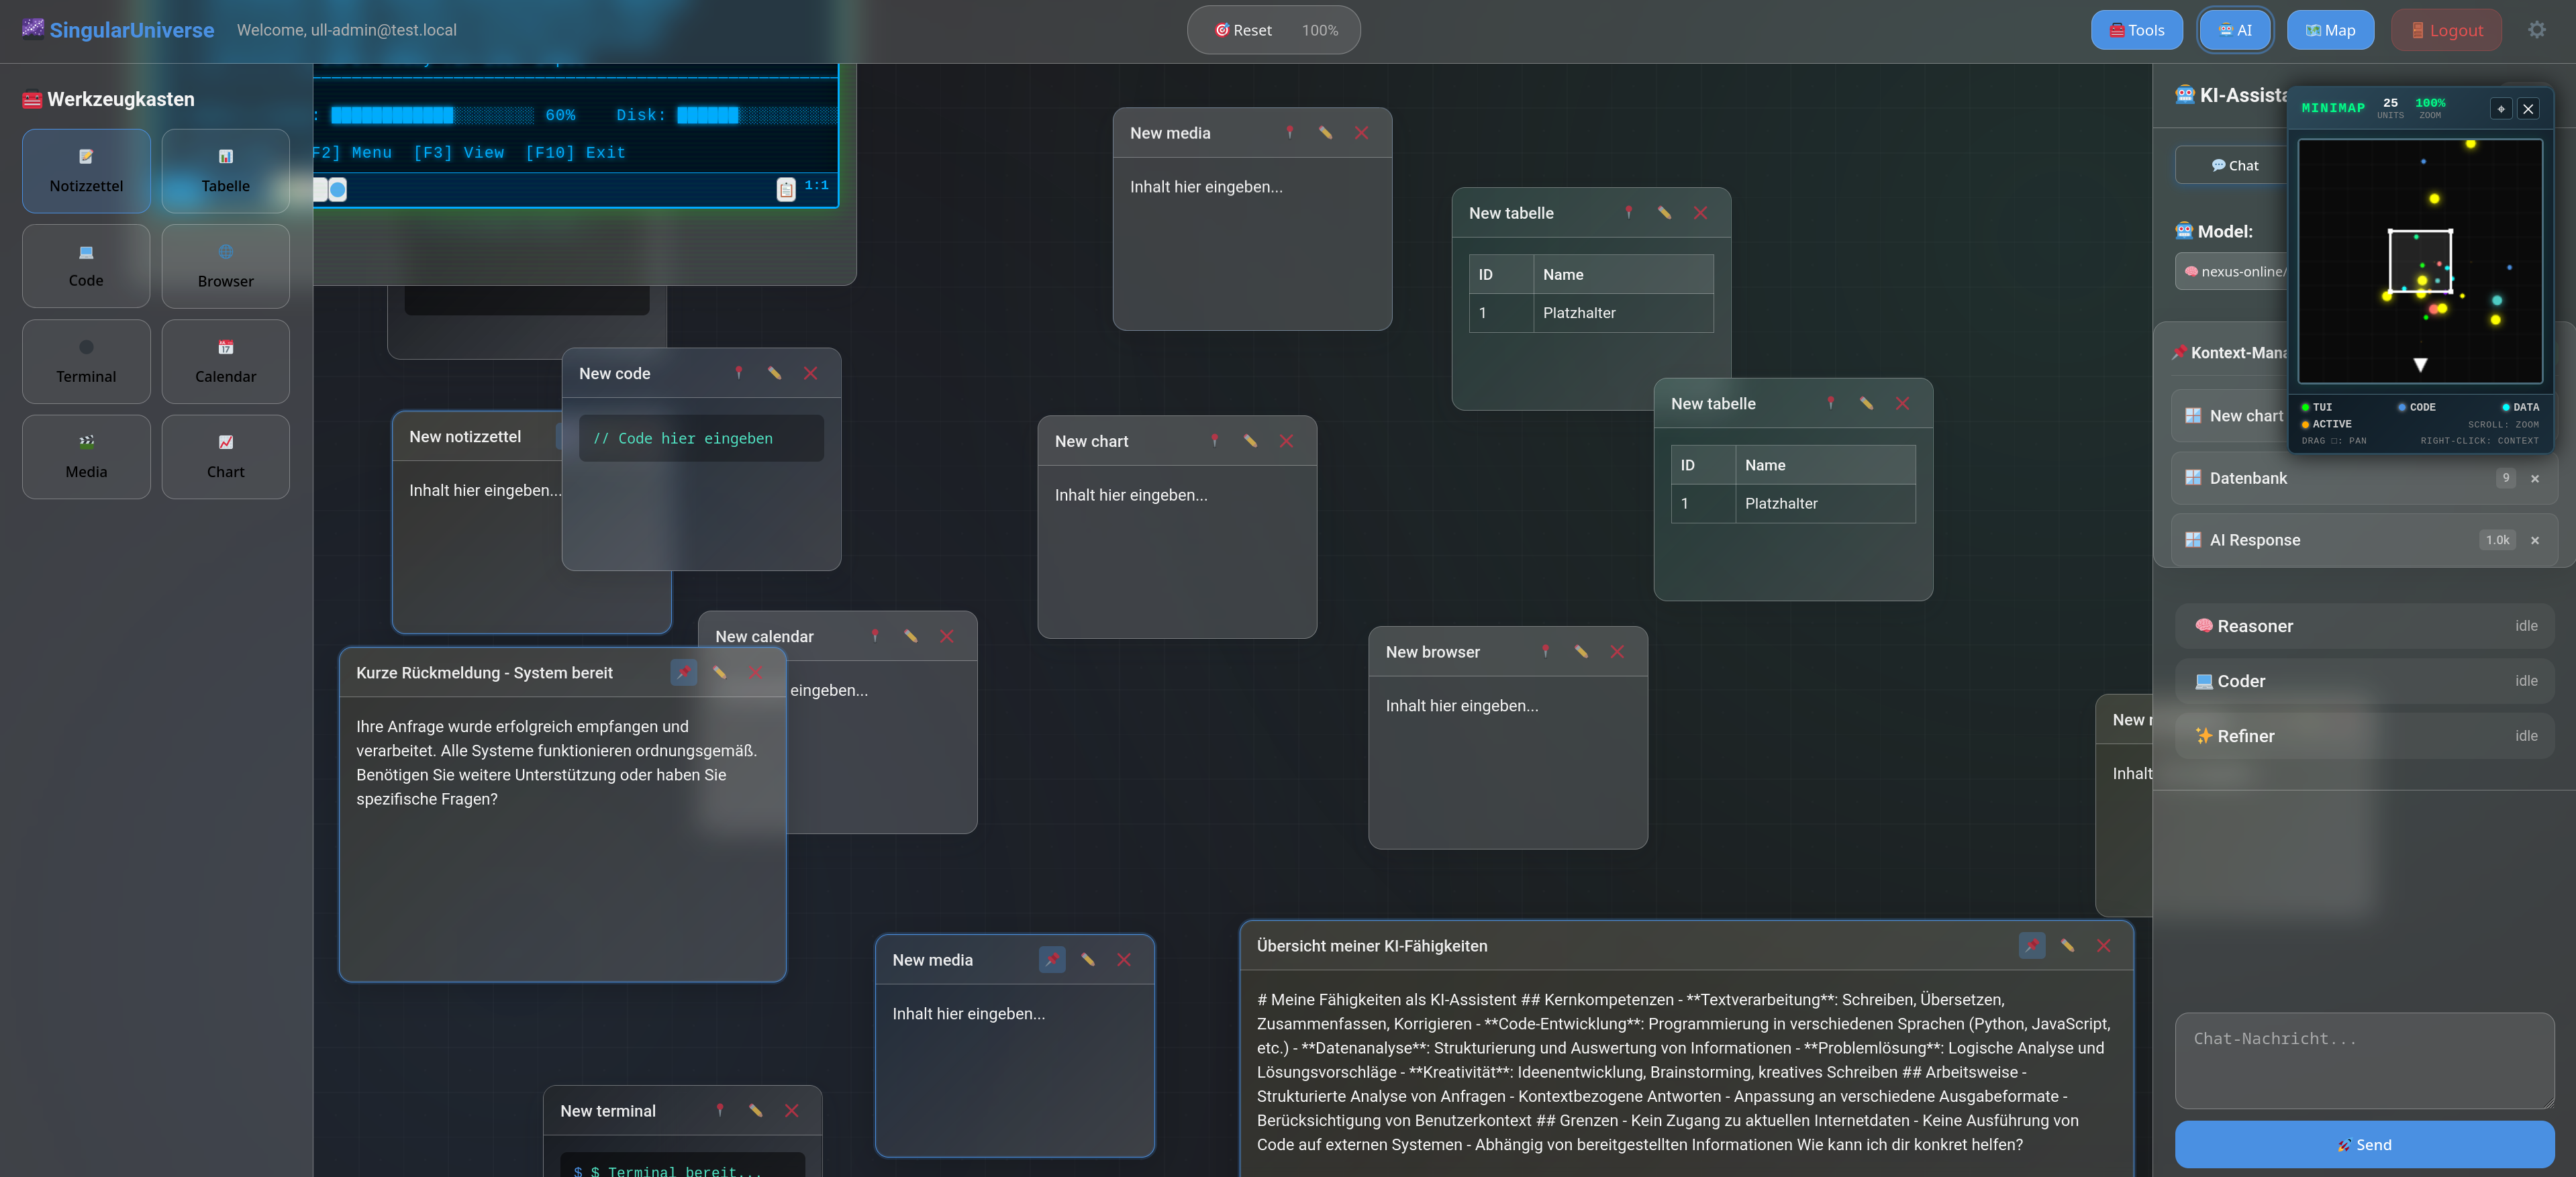 SingularUniverse
Welcome, ull-admin@test.local
Reset 100%
Tools
AI
Map
Logout
Werkzeugkasten
Notizzettel
Tabelle
Code
Browser
Terminal
Calendar
Media
Chart
: 60% Disk:
F2] Menu [F3] View [F10] Exit
1:1
New media
Inhalt hier eingeben...
New tabelle
ID Name
1 Platzhalter
New code
// Code hier eingeben
New notizzettel
Inhalt hier eingeben...
New chart
Inhalt hier eingeben...
New tabelle
ID Name
1 Platzhalter
New calendar
eingeben...
Kurze Rückmeldung - System bereit
Ihre Anfrage wurde erfolgreich empfangen und
verarbeitet. Alle Systeme funktionieren ordnungsgemäß.
Benötigen Sie weitere Unterstützung oder haben Sie
spezifische Fragen?
New browser
Inhalt hier eingeben...
New media
Inhalt hier eingeben...
New terminal
$ $ Terminal bereit...
Übersicht meiner KI-Fähigkeiten
# Meine Fähigkeiten als KI-Assistent ## Kernkompetenzen - **Textverarbeitung**: Schreiben, Übersetzen,
Zusammenfassen, Korrigieren - **Code-Entwicklung**: Programmierung in verschiedenen Sprachen (Python, JavaScript,
etc.) - **Datenanalyse**: Strukturierung und Auswertung von Informationen - **Problemlösung**: Logische Analyse und
Lösungsvorschläge - **Kreativität**: Ideenentwicklung, Brainstorming, kreatives Schreiben ## Arbeitsweise -
Strukturierte Analyse von Anfragen - Kontextbezogene Antworten - Anpassung an verschiedene Ausgabeformate -
Berücksichtigung von Benutzerkontext ## Grenzen - Kein Zugang zu aktuellen Internetdaten - Keine Ausführung von
Code auf externen Systemen - Abhängig von bereitgestellten Informationen Wie kann ich dir konkret helfen?
New
Inhalt
KI-Assista
Chat
Model:
nexus-online/
Kontext-Mana
New chart
Datenbank 9 ×
AI Response 1.0k ×
MINIMAP
25
UNITS
100%
ZOOM
TUI CODE DATA
ACTIVE SCROLL: ZOOM
DRAG □: PAN RIGHT-CLICK: CONTEXT
Reasoner idle
Coder idle
Refiner idle
Chat-Nachricht...
Send